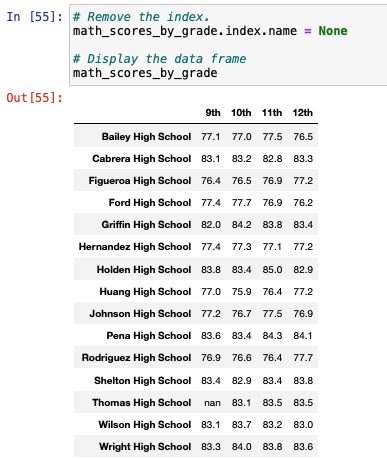 In [55]: # Remove the index.
math_scores_by_grade.index.name = None
# Display the data frame
math_scores_by_grade
Out[55]:
9th 10th 11th 12th
Bailey High School 77.1 77.0 77.5 76.5
Cabrera High School 83.1 83.2 82.8 83.3
Figueroa High School 76.4 76.5 76.9 77.2
Ford High School 77.4 77.7 76.9 76.2
Griffin High School 82.0 84.2 83.8 83.4
Hernandez High School 77.4 77.3 77.1 77.2
Holden High School 83.8 83.4 85.0 82.9
Huang High School 77.0 75.9 76.4 77.2
Johnson High School 77.2 76.7 77.5 76.9
Pena High School 83.6 83.4 84.3 84.1
Rodriguez High School 76.9 76.6 76.4 77.7
Shelton High School 83.4 82.9 83.4 83.8
Thomas High School nan 83.1 83.5 83.5
Wilson High School 83.1 83.7 83.2 83.0
Wright High School 83.3 84.0 83.8 83.6